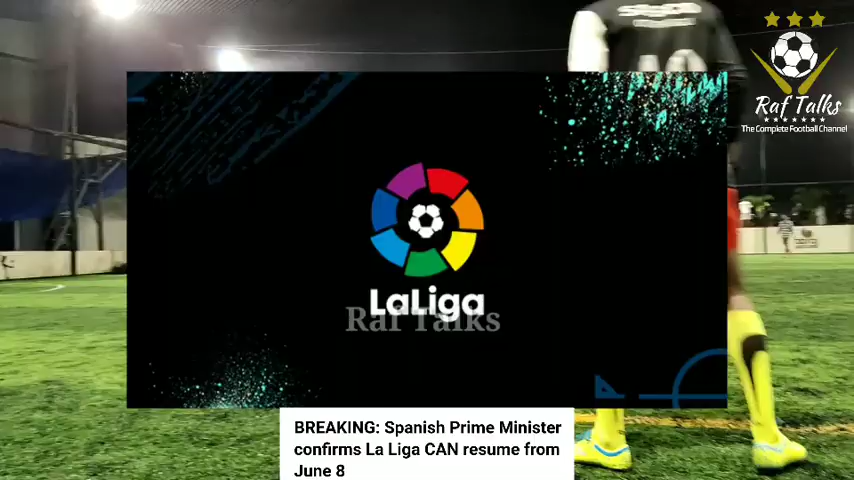 Raf Talks
The Complete Football Channel
LaLiga
Raf Talks
BREAKING: Spanish Prime Minister
confirms La Liga CAN resume from
June 8